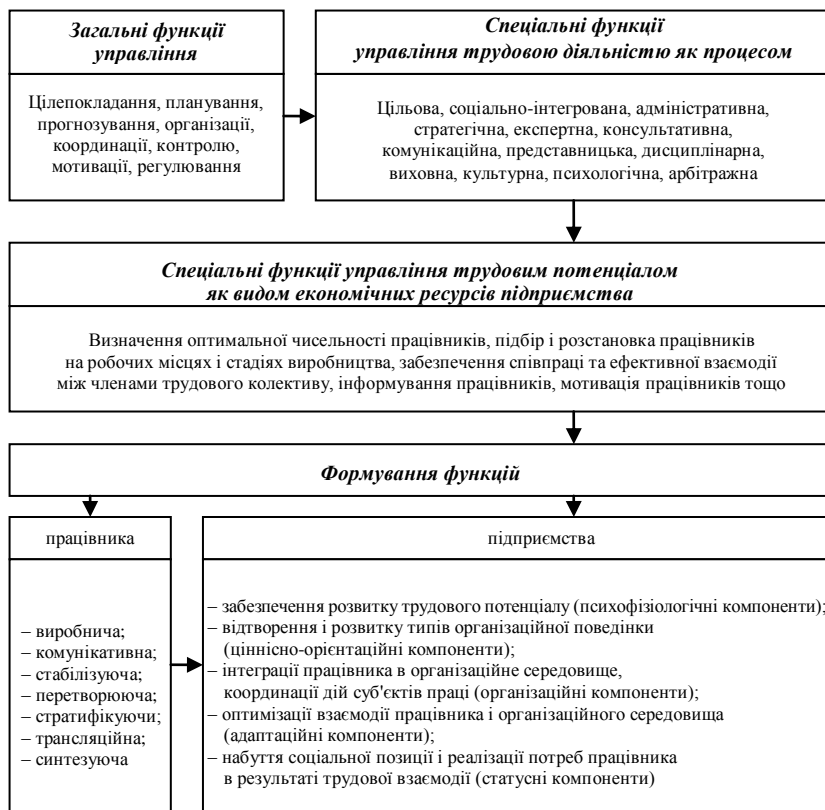 Загальні функції
управління
Цілепокладання, планування,
прогнозування, організації,
координації, контролю,
мотивації, регулювання
Спеціальні функції
управління трудовою діяльністю як процесом
Цільова, соціально-інтегрована, адміністративна,
стратегічна, експертна, консультативна,
комунікаційна, представницька, дисциплінарна,
виховна, культурна, психологічна, арбітражна
Спеціальні функції управління трудовим потенціалом
як видом економічних ресурсів підприємства
Визначення оптимальної чисельності працівників, підбір і розстановка працівників
на робочих місцях і стадіях виробництва, забезпечення співпраці та ефективної взаємодії
між членами трудового колективу, інформування працівників, мотивація працівників тощо
Формування функцій
працівника
– виробнича;
– комунікативна;
– стабілізуюча;
– перетворююча;
– стратифікуючи;
– трансляційна;
– синтезуюча
підприємства
– забезпечення розвитку трудового потенціалу (психофізіологічні компоненти);
– відтворення і розвитку типів організаційної поведінки
(ціннісно-орієнтаційні компоненти);
– інтеграції працівника в організаційне середовище,
координації дій суб'єктів праці (організаційні компоненти);
– оптимізації взаємодії працівника і організаційного середовища
(адаптаційні компоненти);
– набуття соціальної позиції і реалізації потреб працівника
в результаті трудової взаємодії (статусні компоненти)